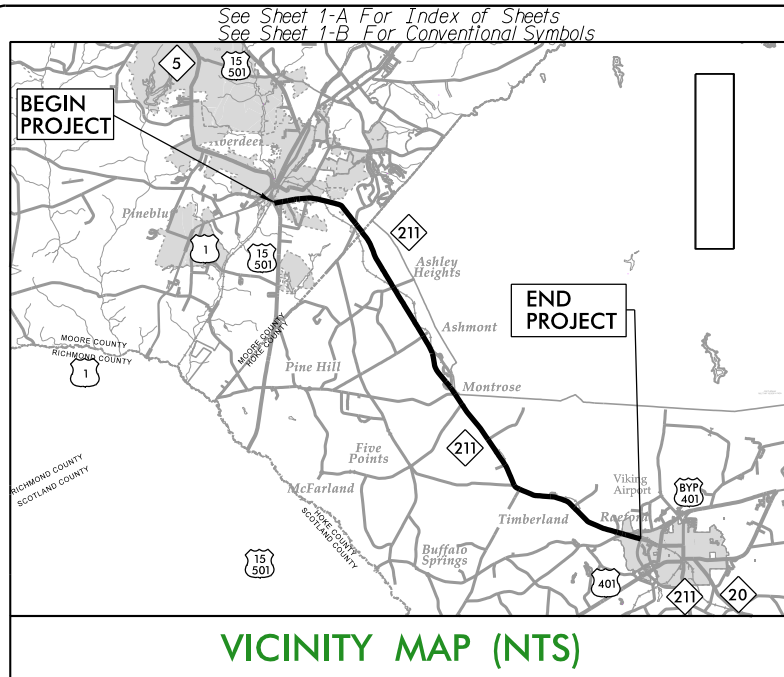 See Sheet 1-A For Index of Sheets
See Sheet 1-B For Conventional Symbols
5
15
501
BEGIN
PROJECT
Aberdeen
Pinebluff
1
15
501
211
Ashley
Heights
END
PROJECT
Ashmont
MOORE COUNTY
RICHMOND COUNTY
MOORE COUNTY
HOKE COUNTY
1
Pine Hill
Montrose
211
Five
Points
RICHMOND COUNTY
SCOTLAND COUNTY
McFarland
Viking
Airport
BYP
401
HOKE COUNTY
SCOTLAND COUNTY
Timberland
Raeford
15
501
Buffalo
Springs
401
211
20
VICINITY MAP (NTS)